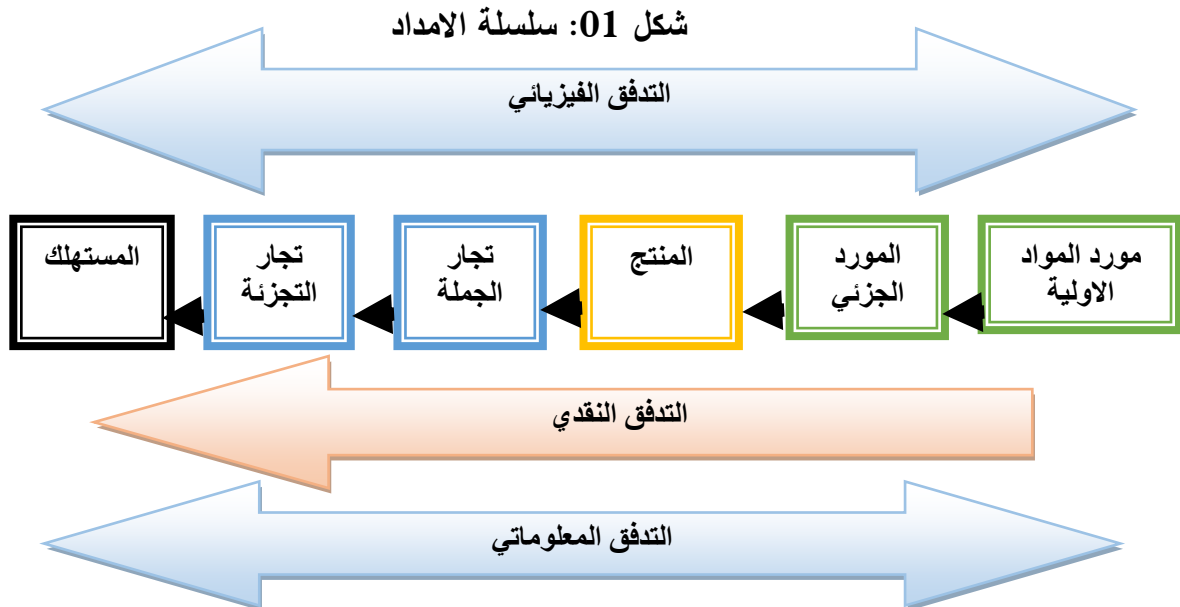 شكل 01: سلسلة الامداد
التدفق الفيزيائي
مورد المواد
الاولية
المورد
الجزئي
المنتج
تجار
الجملة
تجار
التجزئة
المستهلك
التدفق النقدي
التدفق المعلوماتي